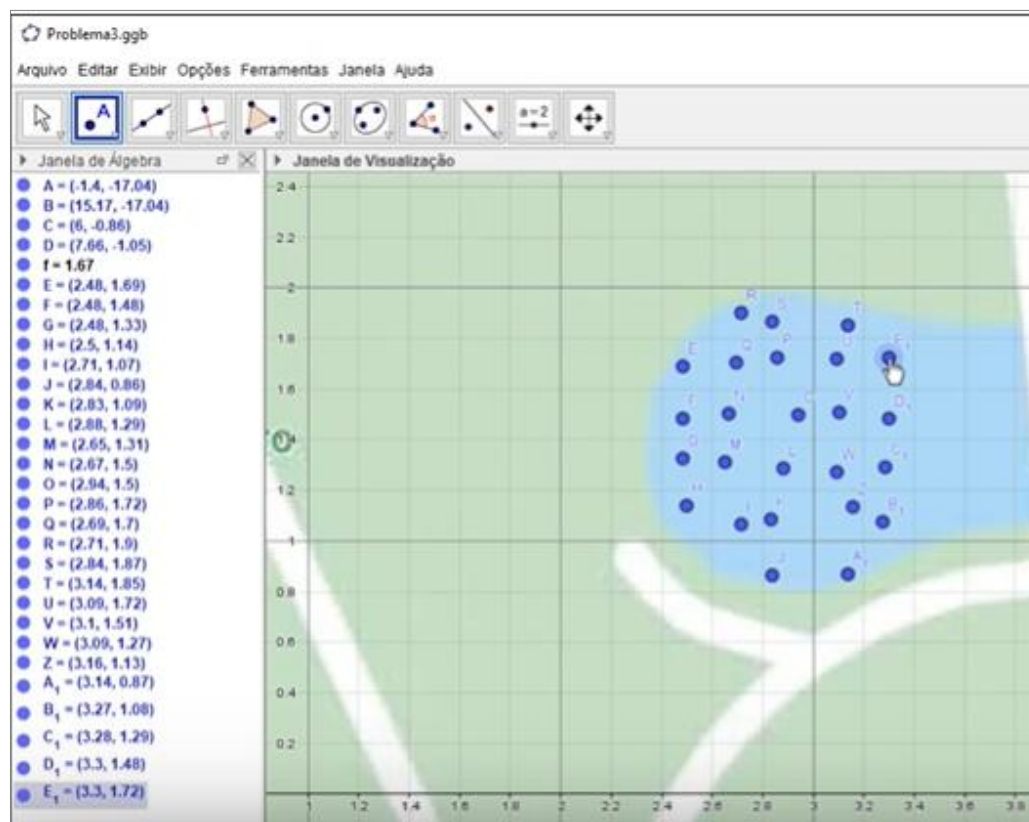 Problema3.ggb
Arquivo Editar Exibir Opções Ferramentas Janela Ajuda
A
a=2
Janela de Álgebra
Janela de Visualização
A = (-1.4, -17.04)
B = (15.17, -17.04)
C = (6, -0.86)
D = (7.66, -1.05)
f = 1.67
E = (2.48, 1.69)
F = (2.48, 1.48)
G = (2.48, 1.33)
H = (2.5, 1.14)
I = (2.71, 1.07)
J = (2.84, 0.86)
K = (2.83, 1.09)
L = (2.88, 1.29)
M = (2.65, 1.31)
N = (2.67, 1.5)
O = (2.94, 1.5)
P = (2.86, 1.72)
Q = (2.69, 1.7)
R = (2.71, 1.9)
S = (2.84, 1.87)
T = (3.14, 1.85)
U = (3.09, 1.72)
V = (3.1, 1.51)
W = (3.09, 1.27)
Z = (3.16, 1.13)
A₁ = (3.14, 0.87)
B₁ = (3.27, 1.08)
C₁ = (3.28, 1.29)
D₁ = (3.3, 1.48)
E₁ = (3.3, 1.72)
2.4
2.2
2
R S T
1.8
E Q P U E₁
1.6
F N O V D₁
1.4
G M L W C₁
1.2
H I K Z B₁
1
J A₁
0.8
0.6
0.4
0.2
1 1.2 1.4 1.6 1.8 2 2.2 2.4 2.6 2.8 3 3.2 3.4 3.6 3.8